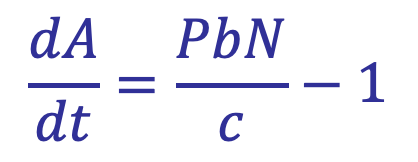 dA/dt = PbN/c − 1